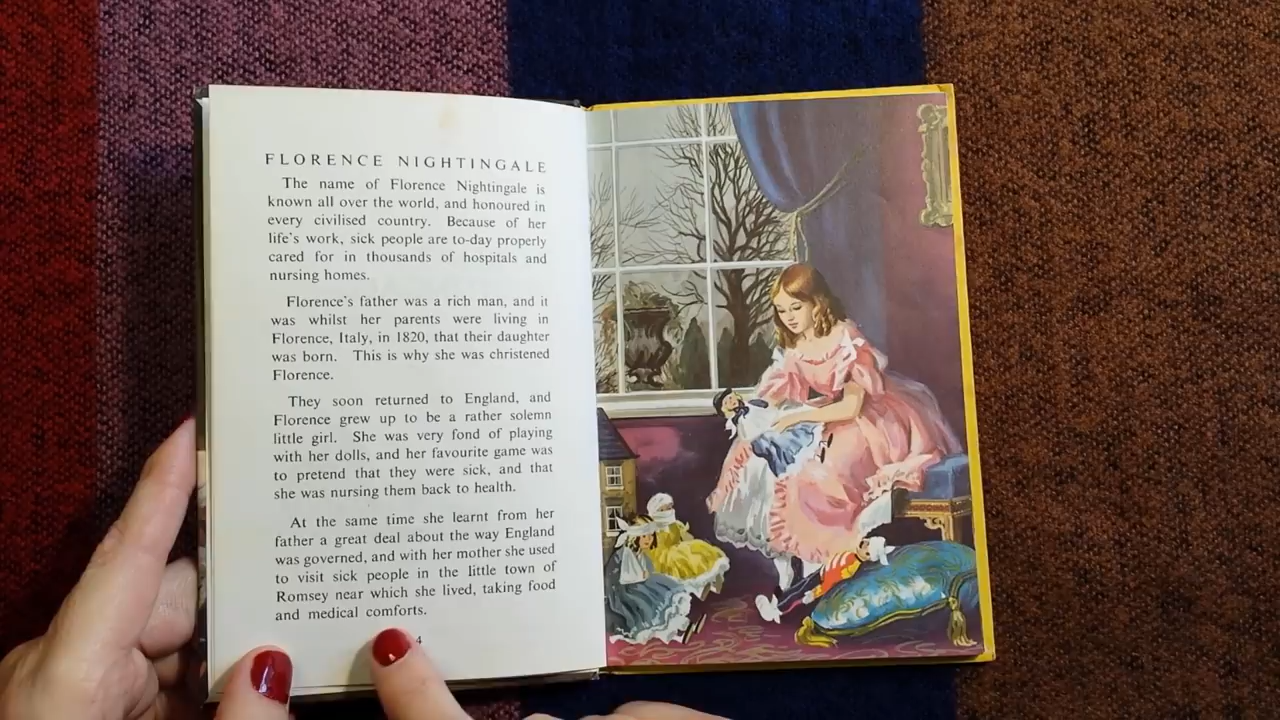 FLORENCE NIGHTINGALE
The name of Florence Nightingale is
known all over the world, and honoured in
every civilised country. Because of her
life's work, sick people are to-day properly
cared for in thousands of hospitals and
nursing homes.
Florence's father was a rich man, and it
was whilst her parents were living in
Florence, Italy, in 1820, that their daughter
was born. This is why she was christened
Florence.
They soon returned to England, and
Florence grew up to be a rather solemn
little girl. She was very fond of playing
with her dolls, and her favourite game was
to pretend that they were sick, and that
she was nursing them back to health.
At the same time she learnt from her
father a great deal about the way England
was governed, and with her mother she used
to visit sick people in the little town of
Romsey near which she lived, taking food
and medical comforts.
4